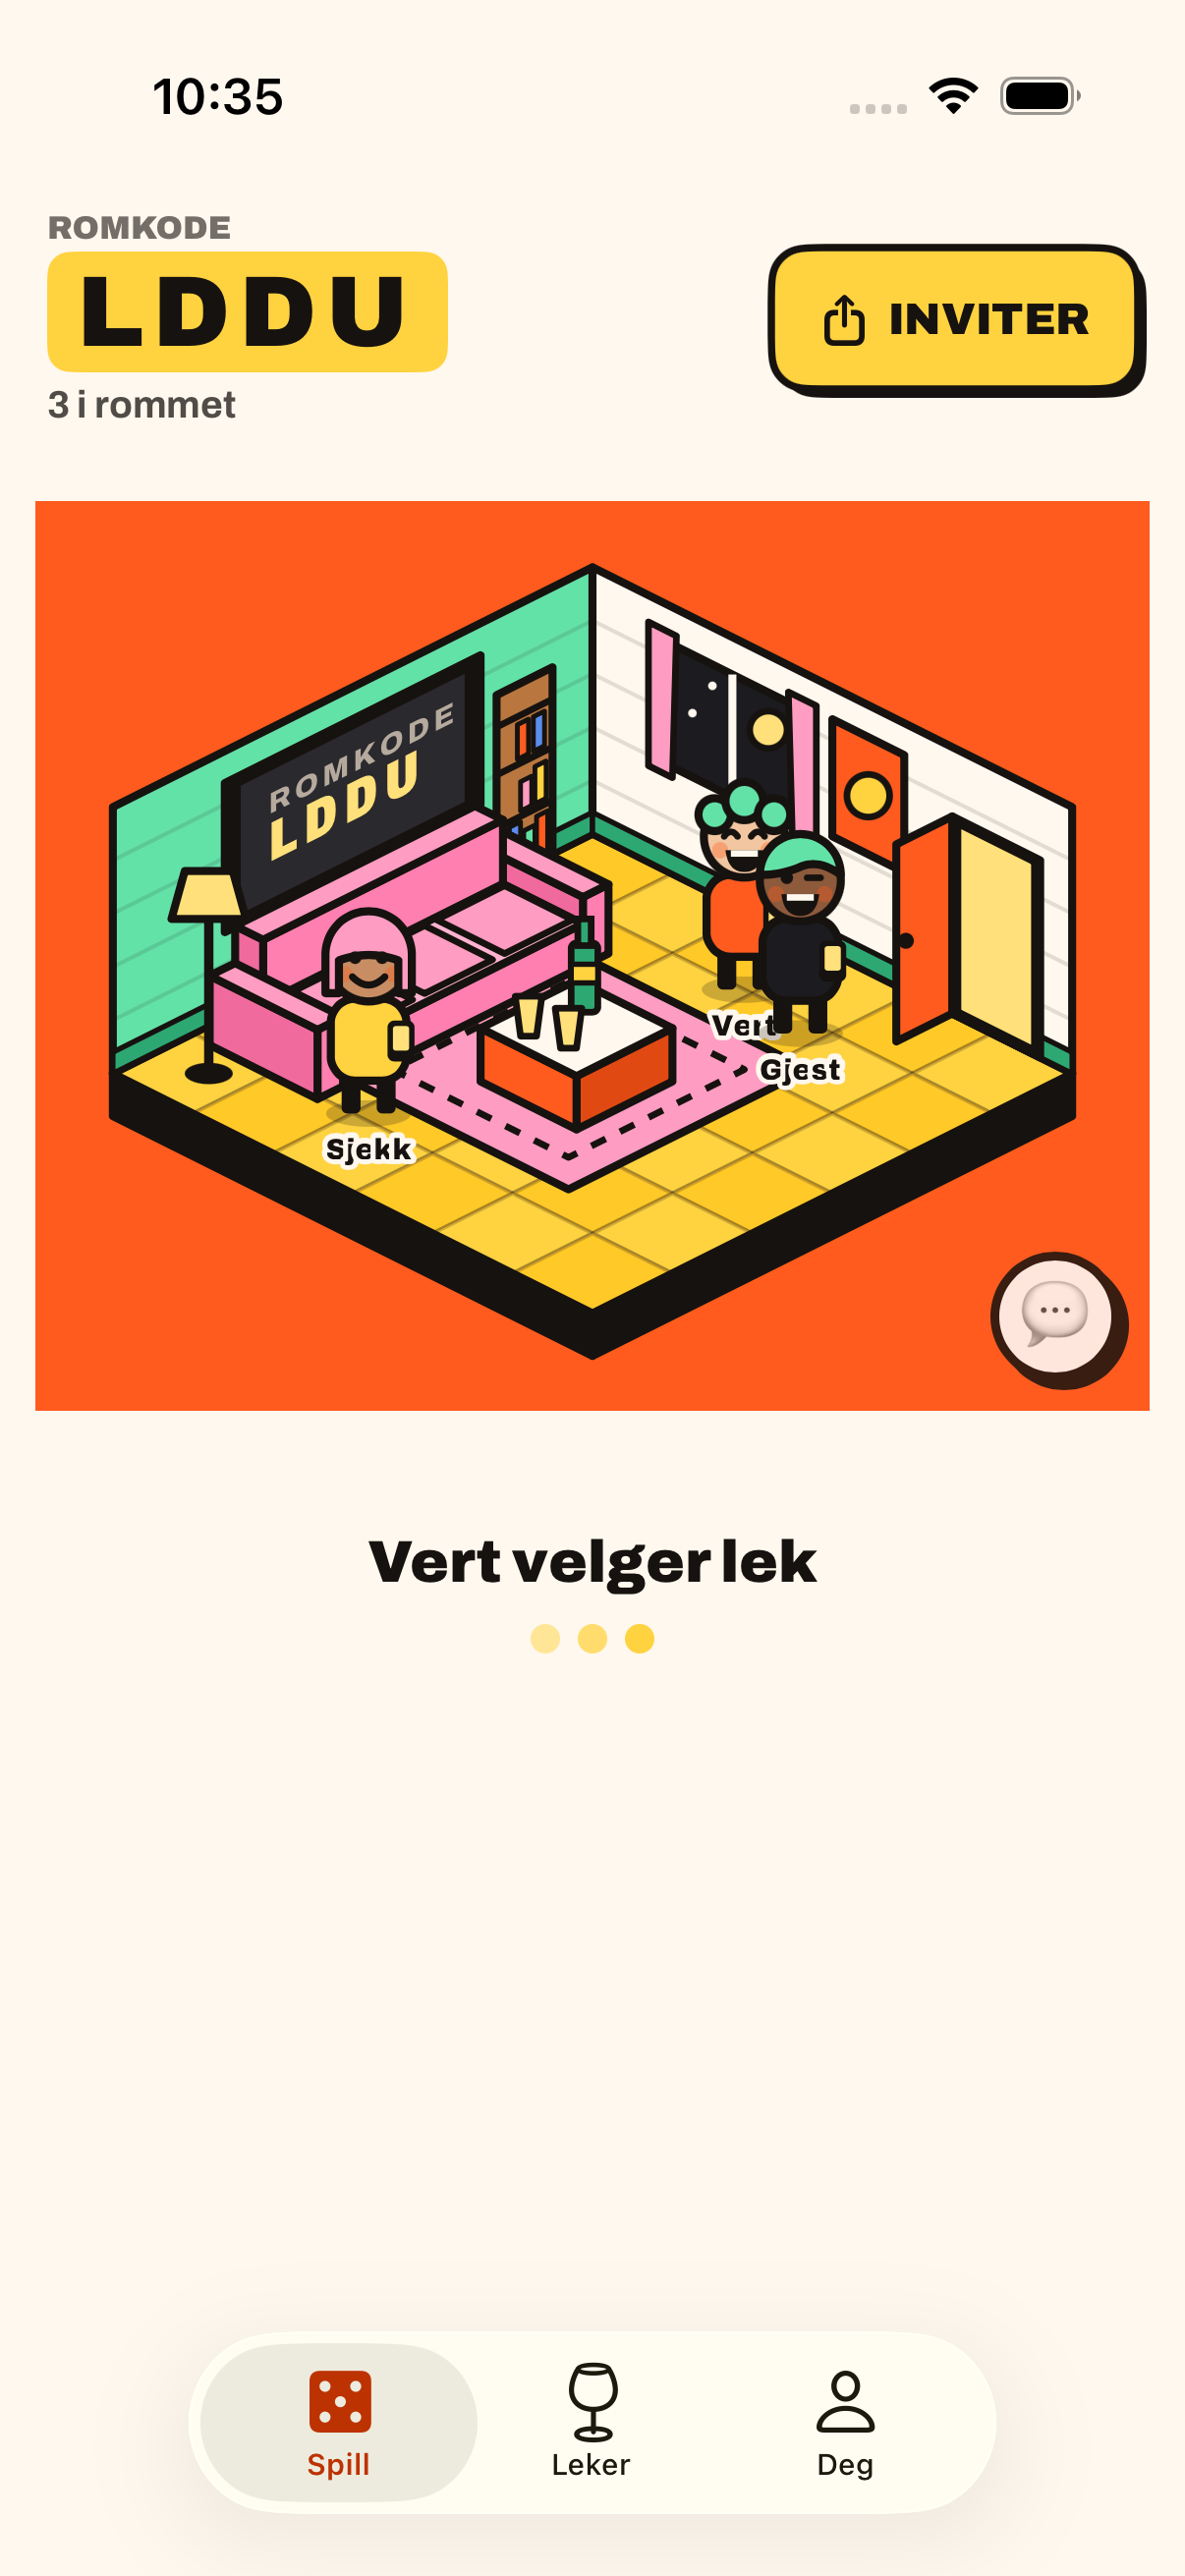 10:35
ROMKODE
LDDU
3 i rommet
INVITER
ROMKODE
LDDU
Vert
Gjest
Sjekk
Vert velger lek
Spill
Leker
Deg